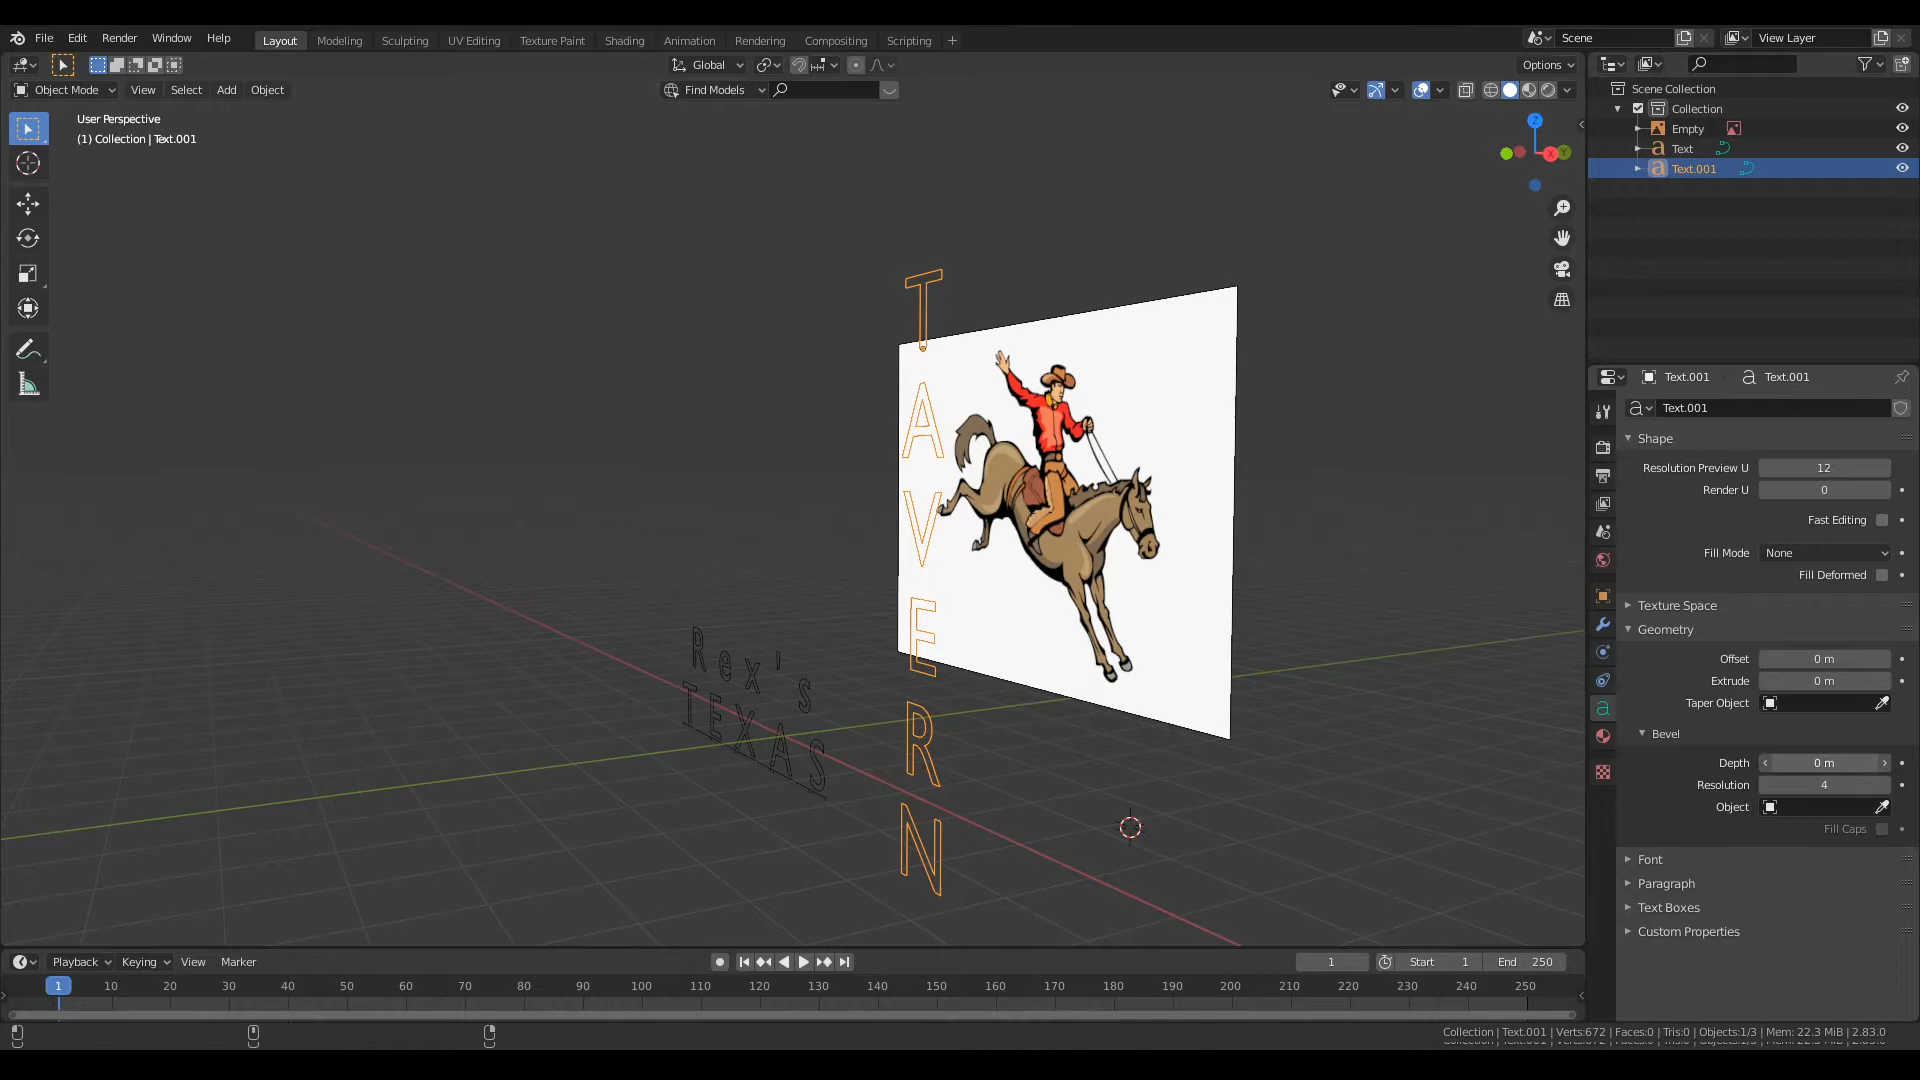 File Edit Render Window Help
Layout Modeling Sculpting UV Editing Texture Paint Shading Animation Rendering Compositing Scripting +
Scene
View Layer
Global
Options
Object Mode View Select Add Object
Find Models
User Perspective
(1) Collection | Text.001
Z
X
Y
Scene Collection
Collection
Empty
Text
Text.001
T
A
V
E
R
N
Rex's
TEXAS
Text.001
Text.001
Text.001
Shape
Resolution Preview U 12
Render U 0
Fast Editing
Fill Mode None
Fill Deformed
Texture Space
Geometry
Offset 0 m
Extrude 0 m
Taper Object
Bevel
Depth 0 m
Resolution 4
Object
Fill Caps
Font
Paragraph
Text Boxes
Custom Properties
Playback Keying View Marker
1
Start 1
End 250
1 10 20 30 40 50 60 70 80 90 100 110 120 130 140 150 160 170 180 190 200 210 220 230 240 250
Collection | Text.001 | Verts:672 | Faces:0 | Tris:0 | Objects:1/3 | Mem: 22.3 MiB | 2.83.0